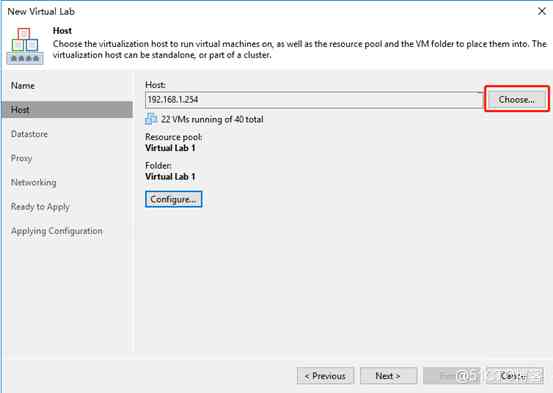 New Virtual Lab
Host
Choose the virtualization host to run virtual machines on, as well as the resource pool and the VM folder to place them into. The
virtualization host can be standalone, or part of a cluster.
Name
Host
Datastore
Proxy
Networking
Ready to Apply
Applying Configuration
Host:
192.168.1.254
Choose...
22 VMs running of 40 total
Resource pool:
Virtual Lab 1
Folder:
Virtual Lab 1
Configure...
< Previous
Next >